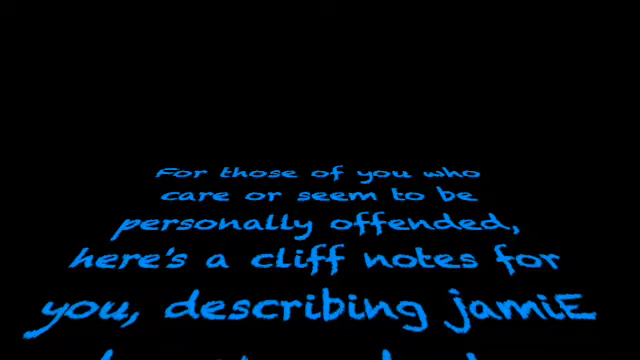 For those of you who
care or seem to be
personally offended,
here's a cliff notes for
you, describing jamiE